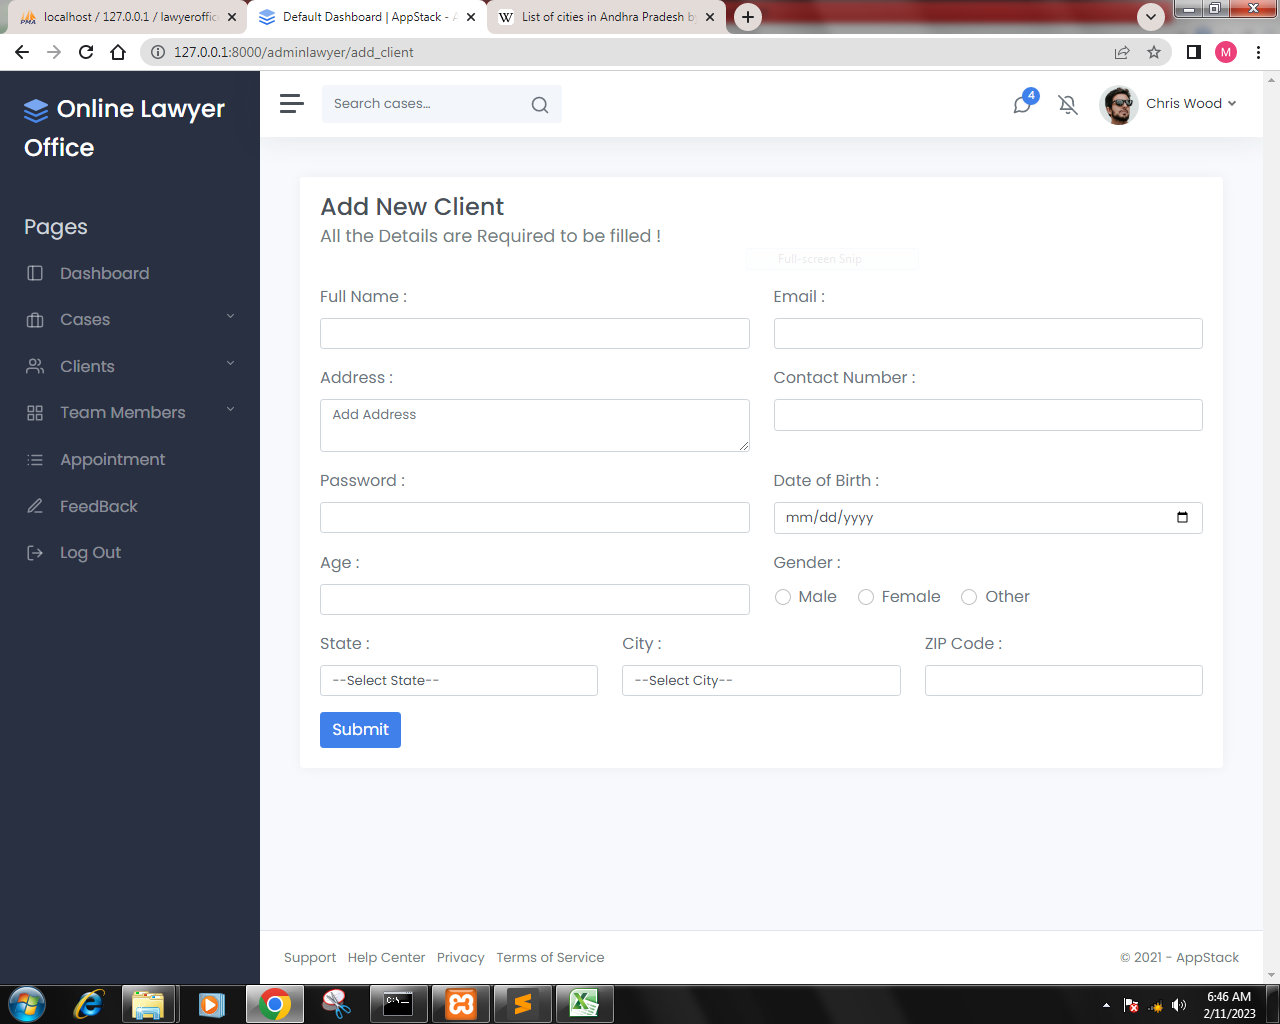 localhost / 127.0.0.1 / lawyeroffic
Default Dashboard | AppStack - A
List of cities in Andhra Pradesh by
127.0.0.1:8000/adminlawyer/add_client
M
Online Lawyer
Office
Search cases...
4
Chris Wood
Pages
Dashboard
Cases
Clients
Team Members
Appointment
FeedBack
Log Out
Add New Client
All the Details are Required to be filled !
Full-screen Snip
Full Name :
Email :
Address :
Contact Number :
Add Address
Password :
Date of Birth :
mm/dd/yyyy
Age :
Gender :
Male
Female
Other
State :
City :
ZIP Code :
--Select State--
--Select City--
Submit
Support
Help Center
Privacy
Terms of Service
© 2021 - AppStack
6:46 AM
2/11/2023